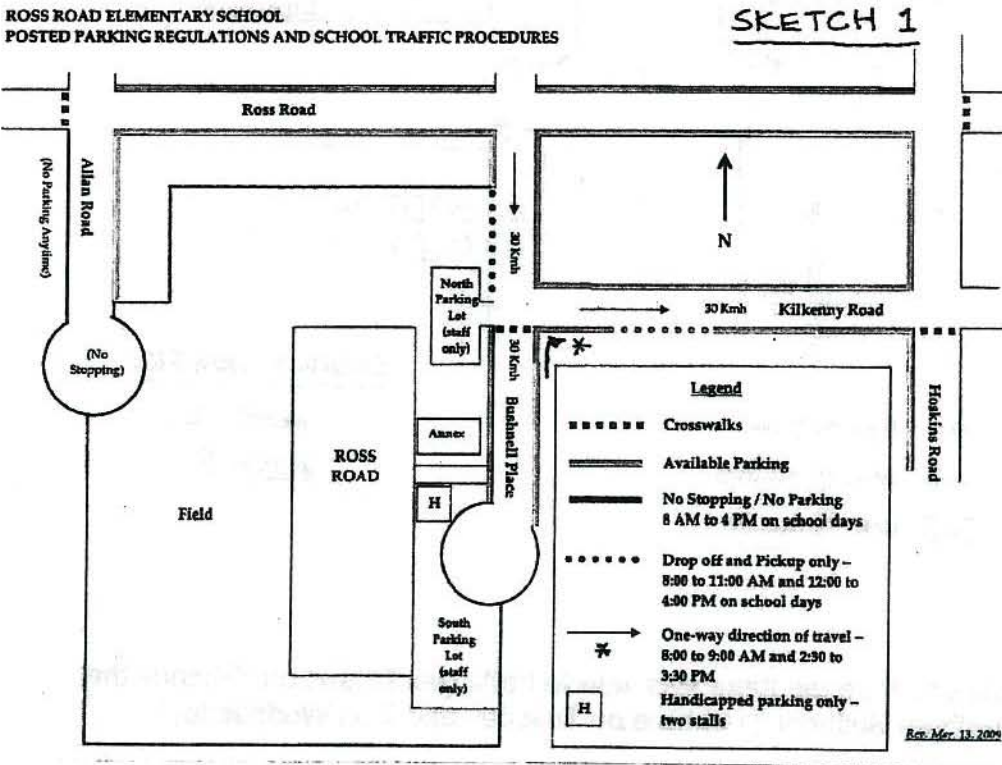 ROSS ROAD ELEMENTARY SCHOOL
POSTED PARKING REGULATIONS AND SCHOOL TRAFFIC PROCEDURES
SKETCH 1
Ross Road
Allan Road
(No Parking Anytime)
30 Kmh
N
North
Parking
Lot
(staff
only)
30 Kmh
Kilkenny Road
(No
Stopping)
30 Kmh
Bushnell Place
Hoskins Road
Annex
ROSS
ROAD
H
Field
South
Parking
Lot
(staff
only)
Legend
Crosswalks
Available Parking
No Stopping / No Parking
8 AM to 4 PM on school days
Drop off and Pickup only –
8:00 to 11:00 AM and 12:00 to
4:00 PM on school days
One-way direction of travel –
8:00 to 9:00 AM and 2:30 to
3:30 PM
H
Handicapped parking only –
two stalls
Rev. Mar. 13, 2009